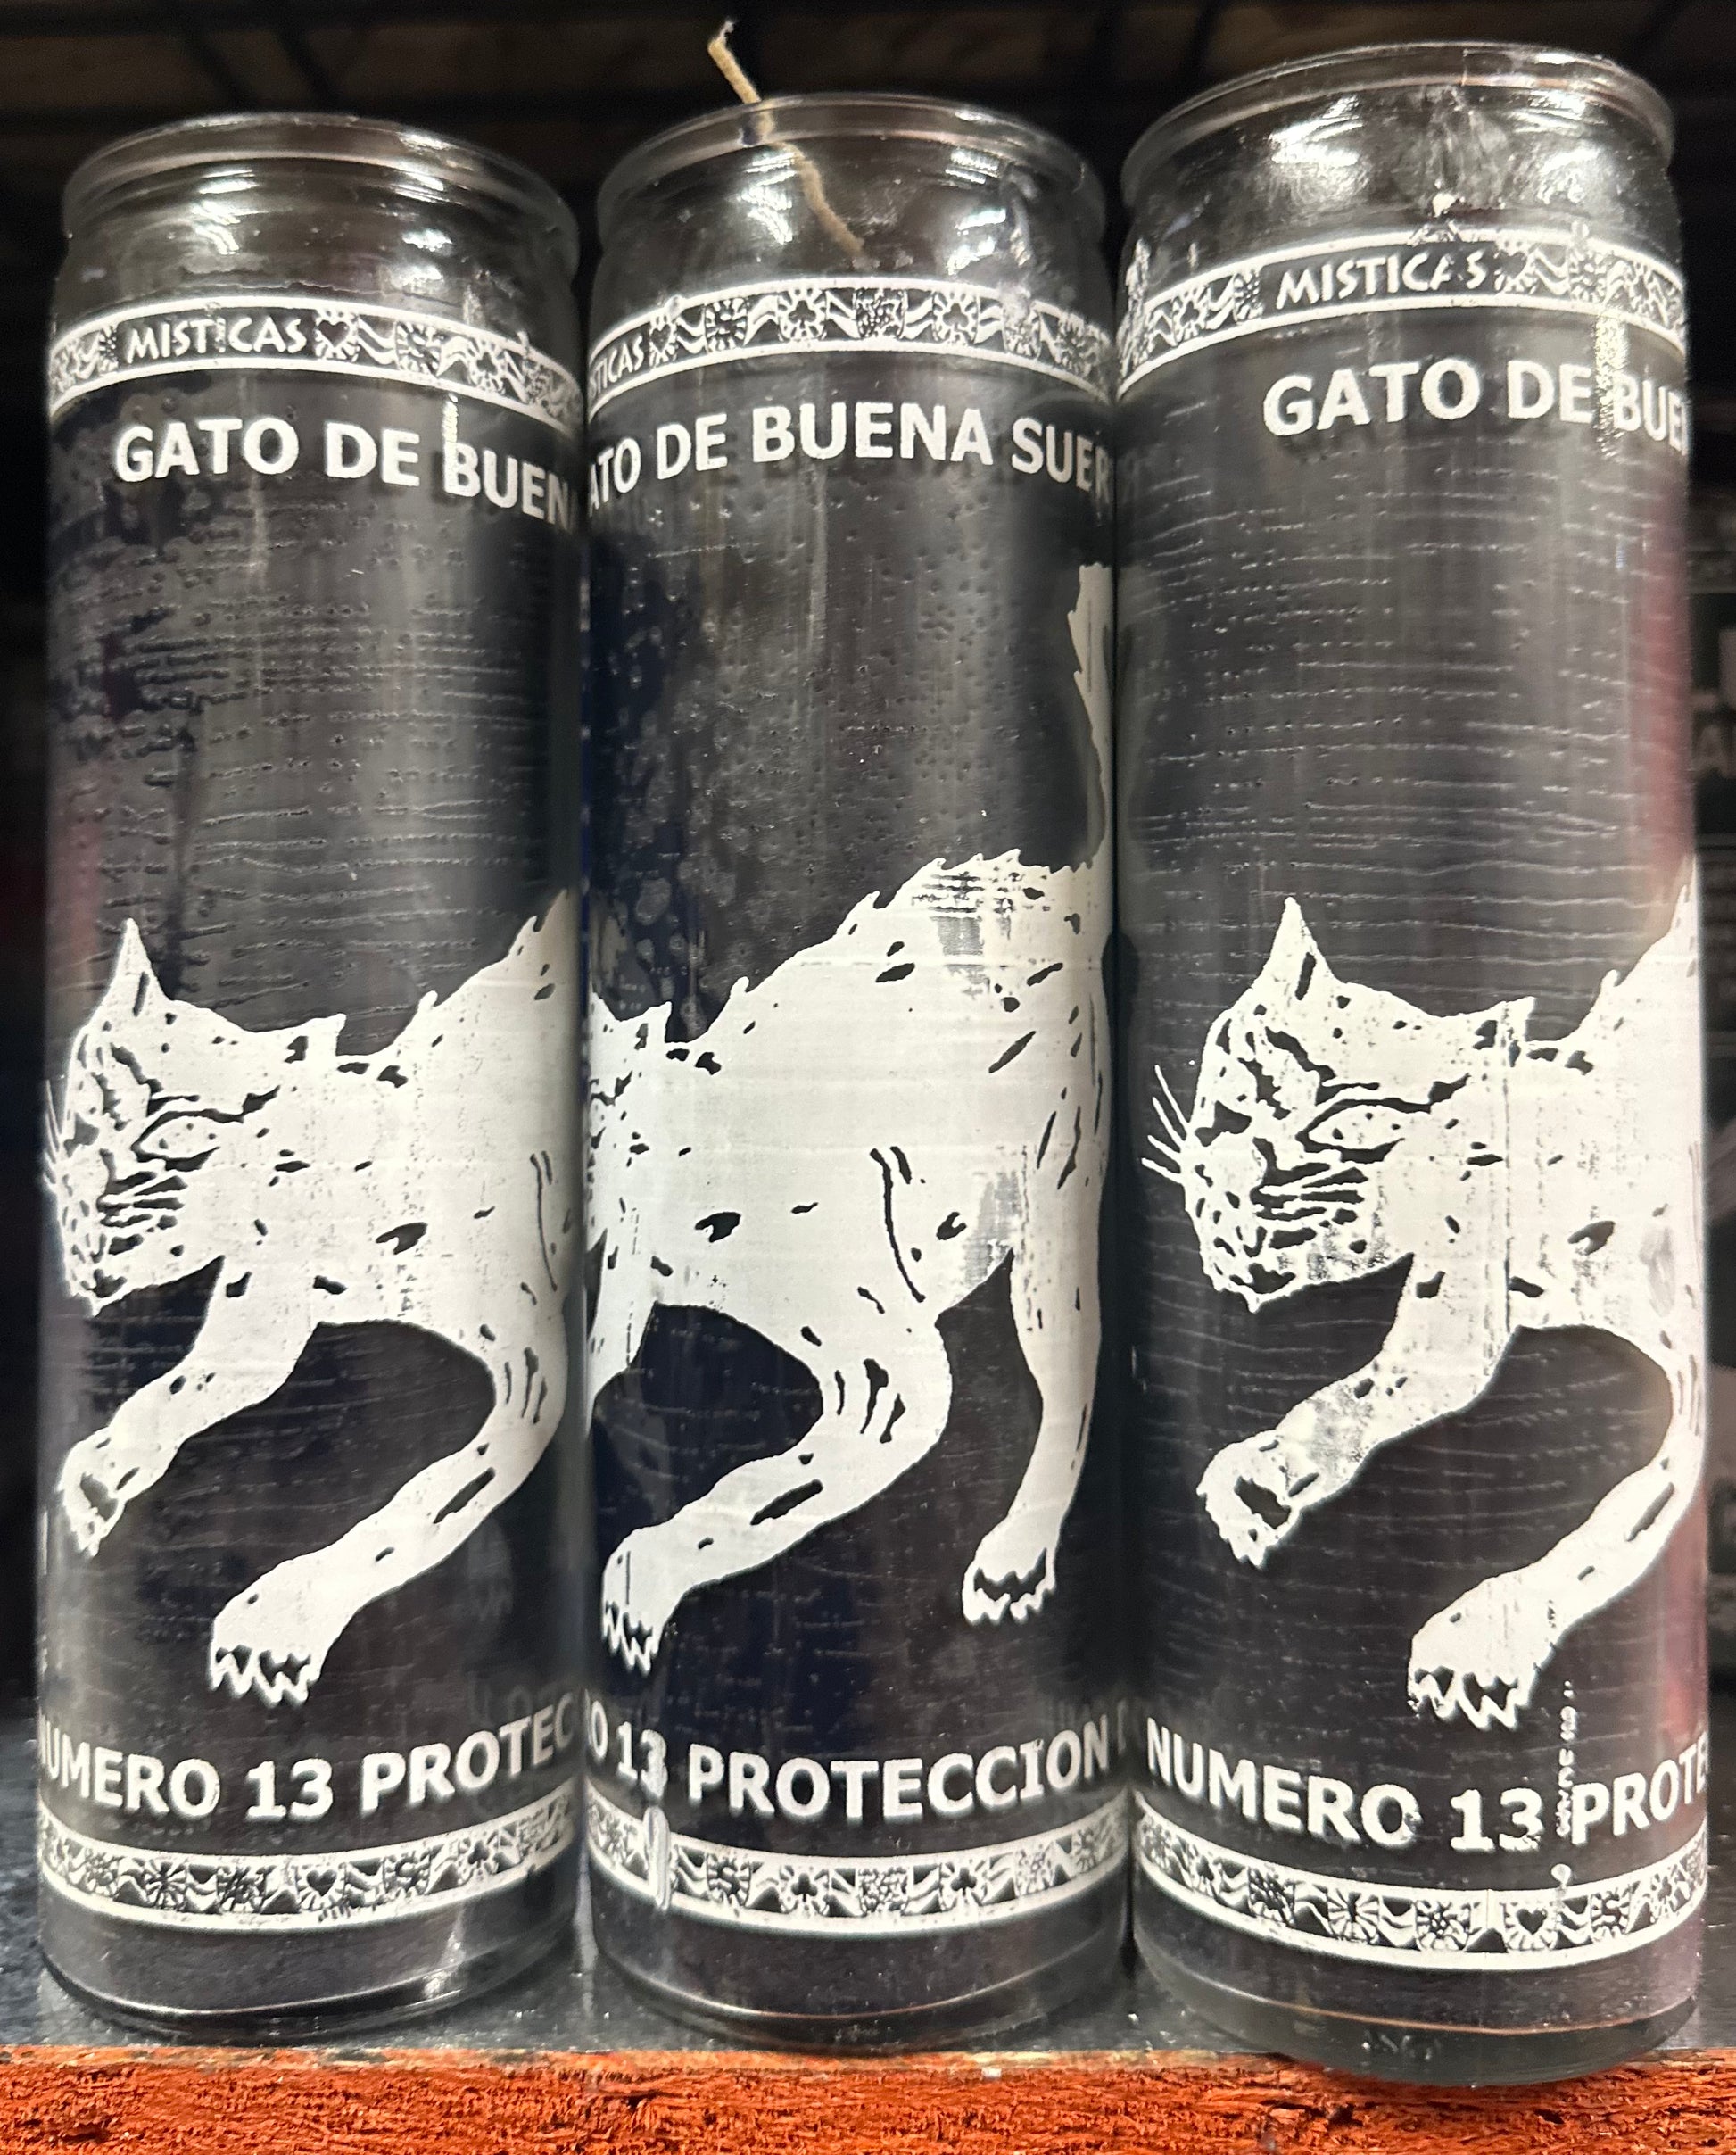 MISTICAS
GATO DE BUEN
NUMERO 13 PROTEC
STICAS
ATO DE BUENA SUER
O 13 PROTECCION
MISTICAS
GATO DE BUE
NUMERO 13 PROTE